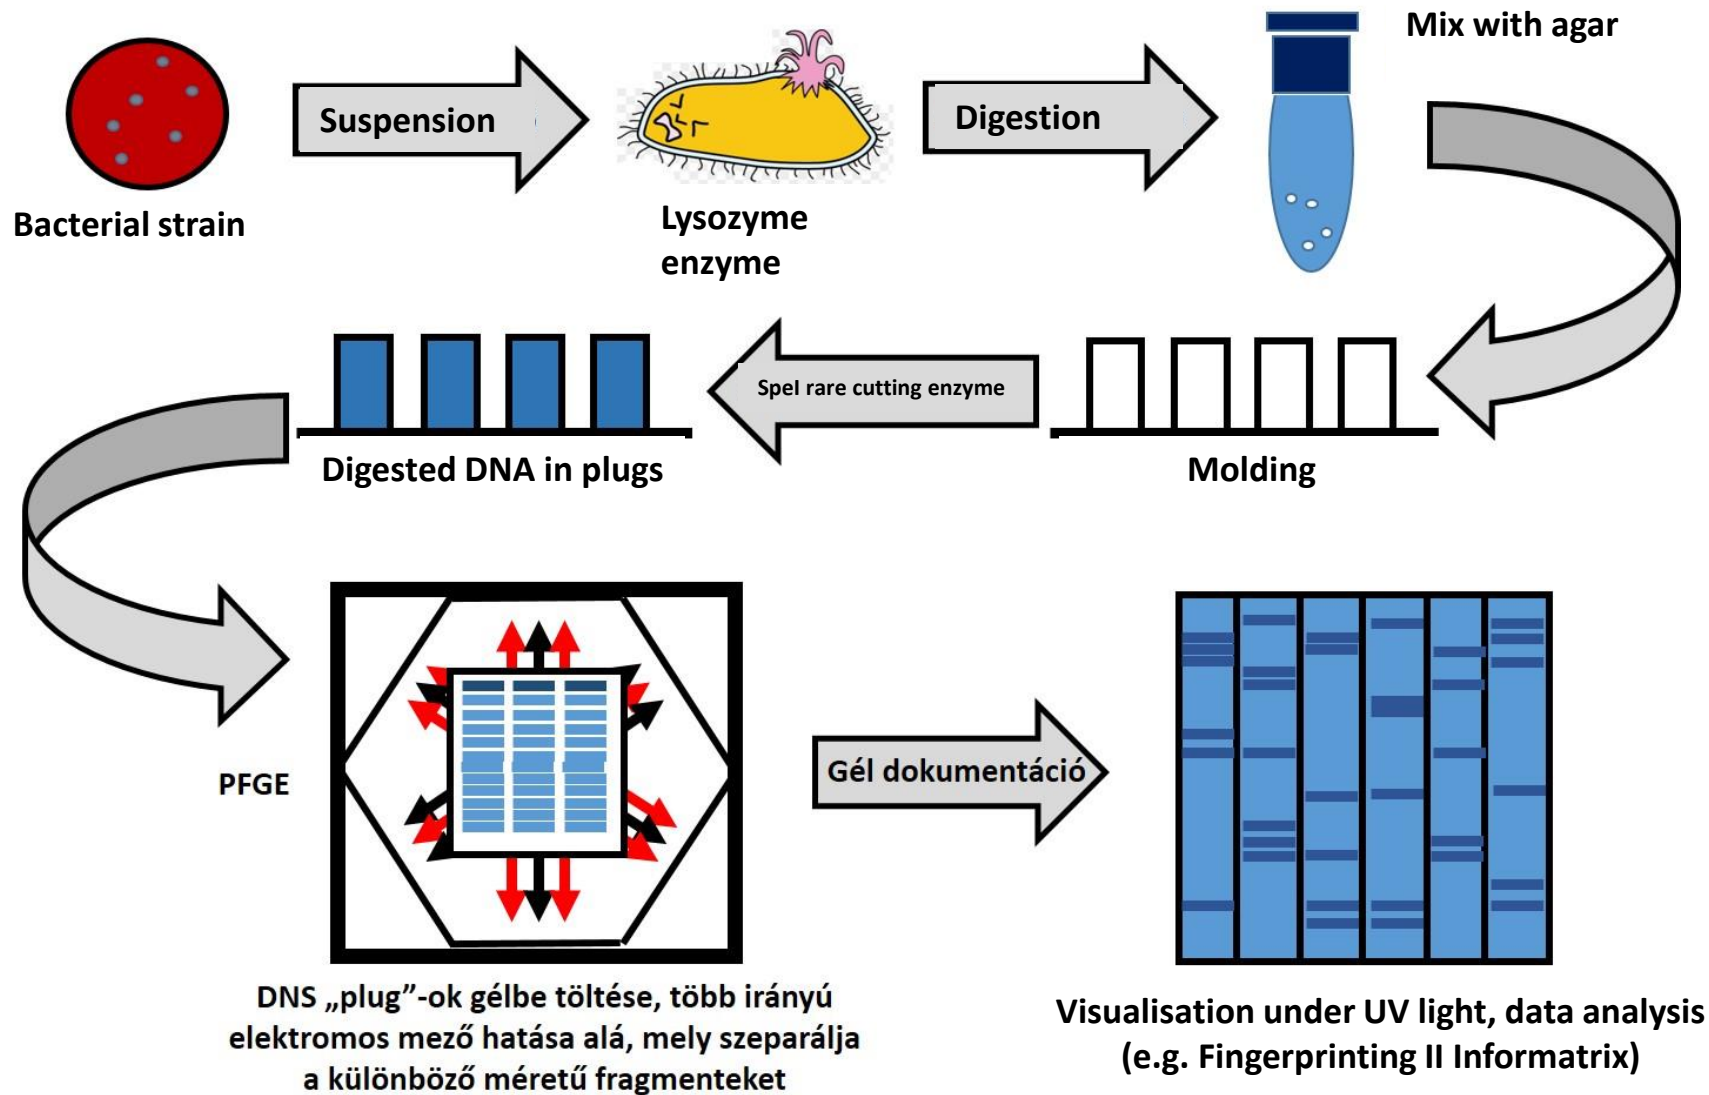 Mix with agar
Suspension
Digestion
Bacterial strain
Lysozyme
enzyme
SpeI rare cutting enzyme
Digested DNA in plugs
Molding
PFGE
Gél dokumentáció
DNS „plug”-ok gélbe töltése, több irányú
elektromos mező hatása alá, mely szeparálja
a különböző méretű fragmenteket
Visualisation under UV light, data analysis
(e.g. Fingerprinting II Informatrix)